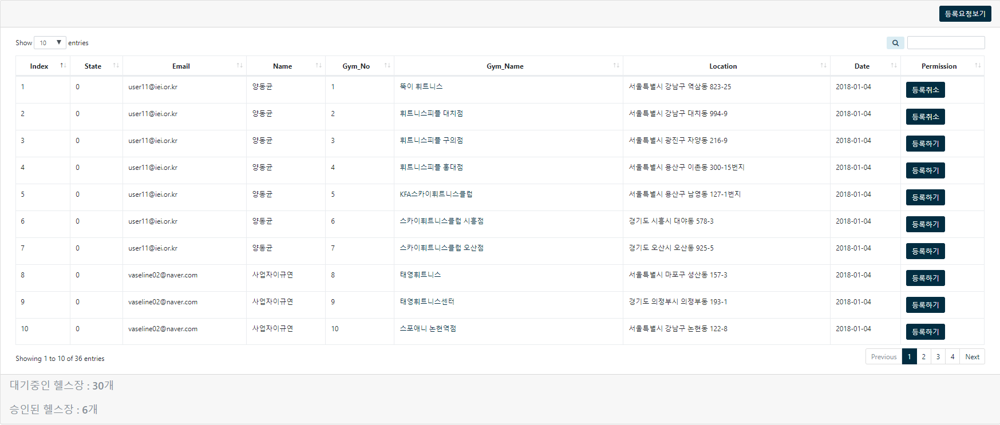 등록요청보기
Show 10 entries
Index State Email Name Gym_No Gym_Name Location Date Permission
1 0 user11@iei.or.kr 양동균 1 뚝이 휘트니스 서울특별시 강남구 역삼동 823-25 2018-01-04 등록취소
2 0 user11@iei.or.kr 양동균 2 휘트니스피플 대치점 서울특별시 강남구 대치동 994-9 2018-01-04 등록취소
3 0 user11@iei.or.kr 양동균 3 휘트니스피플 구의점 서울특별시 광진구 자양동 216-9 2018-01-04 등록하기
4 0 user11@iei.or.kr 양동균 4 휘트니스피플 홍대점 서울특별시 용산구 이촌동 300-15번지 2018-01-04 등록하기
5 0 user11@iei.or.kr 양동균 5 KFA스카이휘트니스클럽 서울특별시 용산구 남영동 127-1번지 2018-01-04 등록하기
6 0 user11@iei.or.kr 양동균 6 스카이휘트니스클럽 시흥점 경기도 시흥시 대야동 578-3 2018-01-04 등록하기
7 0 user11@iei.or.kr 양동균 7 스카이휘트니스클럽 오산점 경기도 오산시 오산동 925-5 2018-01-04 등록하기
8 0 vaseline02@naver.com 사업자이규연 8 태영휘트니스 서울특별시 마포구 성산동 157-3 2018-01-04 등록하기
9 0 vaseline02@naver.com 사업자이규연 9 태영휘트니스센터 경기도 의정부시 의정부동 193-1 2018-01-04 등록하기
10 0 vaseline02@naver.com 사업자이규연 10 스포애니 논현역점 서울특별시 강남구 논현동 122-8 2018-01-04 등록하기
Showing 1 to 10 of 36 entries
Previous 1 2 3 4 Next
대기중인 헬스장 : 30개
승인된 헬스장 : 6개